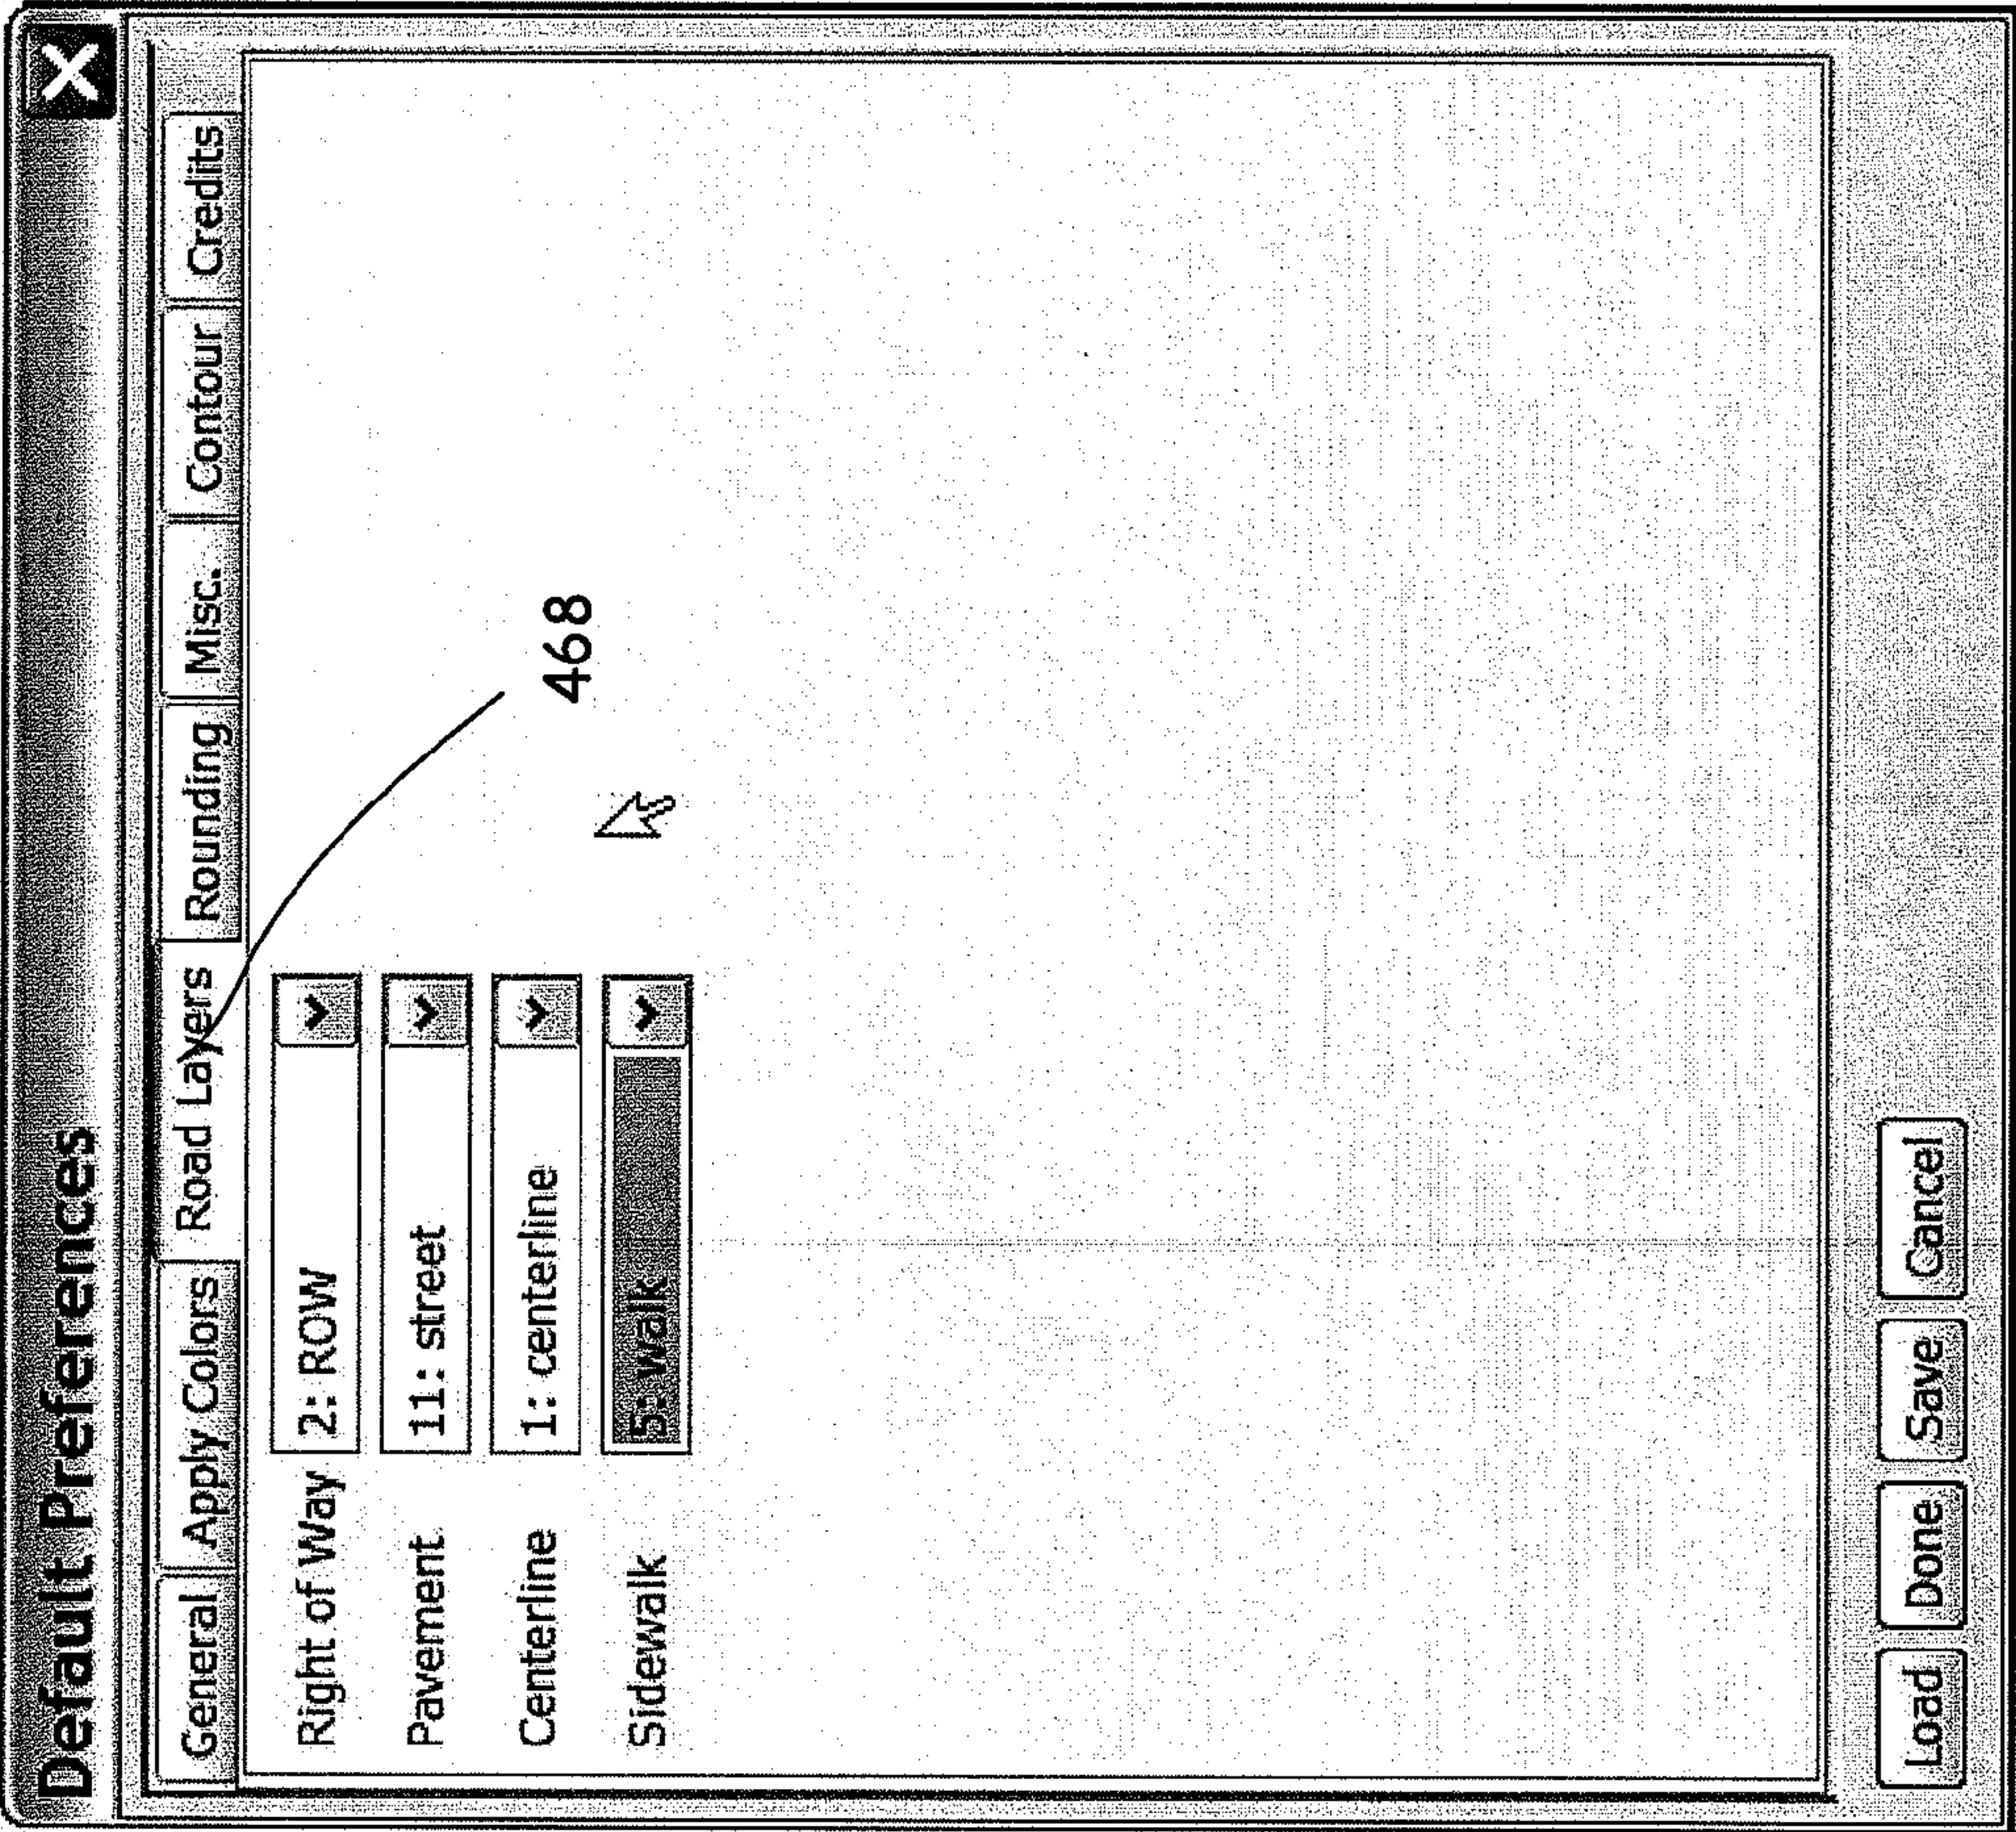 Default Preferences
General Apply Colors Road Layers Rounding Misc. Contour Credits
Right of Way 2: ROW
Pavement 11: street
Centerline 1: centerline
Sidewalk 5: walk
468
Load Done Save Cancel